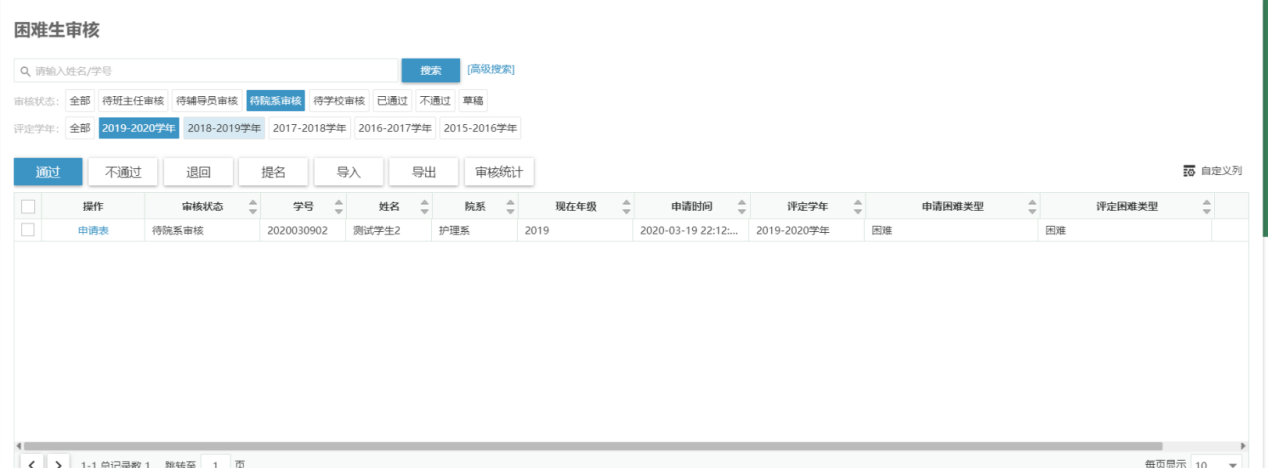 困难生审核
请输入姓名/学号 搜索 [高级搜索]
审核状态: 全部 待班主任审核 待辅导员审核 待院系审核 待学校审核 已通过 不通过 草稿
评定学年: 全部 2019-2020学年 2018-2019学年 2017-2018学年 2016-2017学年 2015-2016学年
通过 不通过 退回 提名 导入 导出 审核统计 自定义列
操作 审核状态 学号 姓名 院系 现在年级 申请时间 评定学年 申请困难类型 评定困难类型
申请表 待院系审核 2020030902 测试学生2 护理系 2019 2020-03-19 22:12:... 2019-2020学年 困难 困难
1-1 总记录数 1 跳转至 1 页 每页显示 10